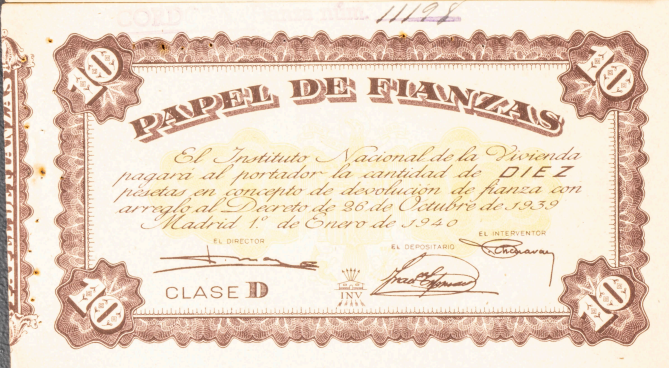 11198
10 10
PAPEL DE FIANZAS
El Instituto Nacional de la Vivienda
pagará al portador la cantidad de DIEZ
pesetas en concepto de devolución de fianza con
arreglo al Decreto de 26 de Octubre de 1939
Madrid 1º de Enero de 1940
EL DIRECTOR
EL DEPOSITARIO
EL INTERVENTOR
CLASE D
INV
10 10